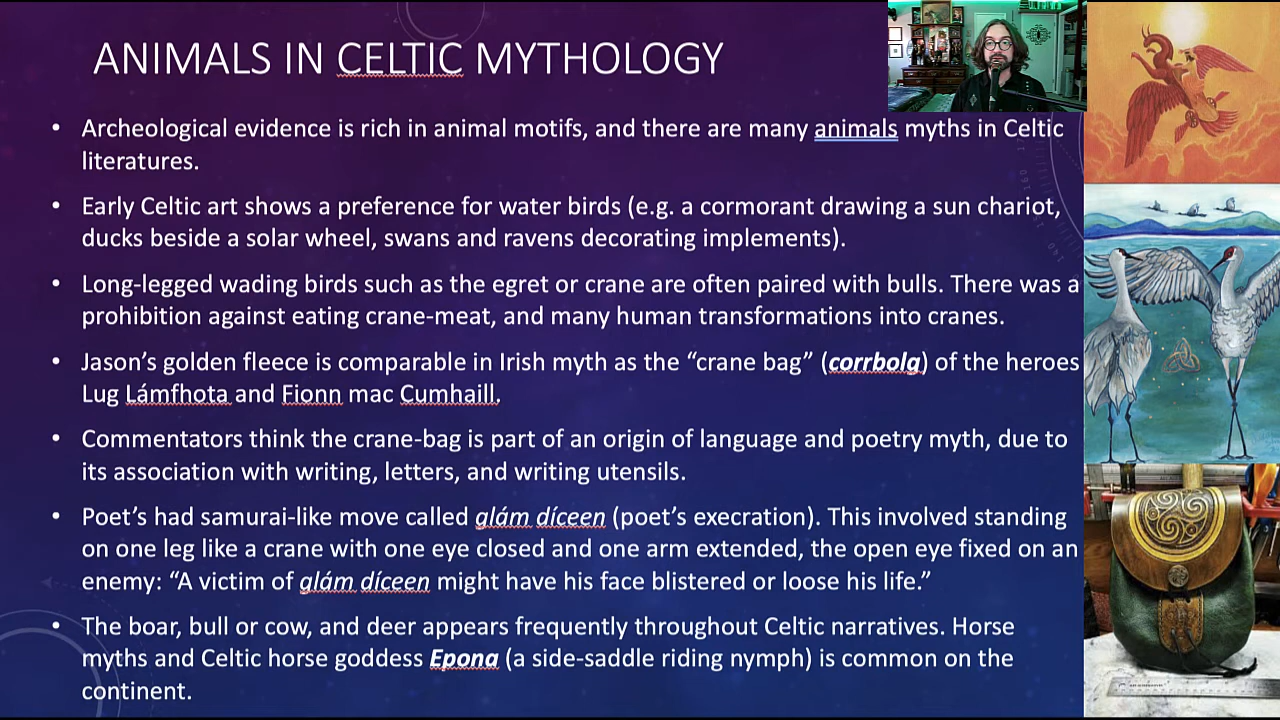 ANIMALS IN CELTIC MYTHOLOGY
• Archeological evidence is rich in animal motifs, and there are many animals myths in Celtic
literatures.
• Early Celtic art shows a preference for water birds (e.g. a cormorant drawing a sun chariot,
ducks beside a solar wheel, swans and ravens decorating implements).
• Long-legged wading birds such as the egret or crane are often paired with bulls. There was a
prohibition against eating crane-meat, and many human transformations into cranes.
• Jason’s golden fleece is comparable in Irish myth as the “crane bag” (corrbolg) of the heroes
Lug Lámfhota and Fionn mac Cumhaill.
• Commentators think the crane-bag is part of an origin of language and poetry myth, due to
its association with writing, letters, and writing utensils.
• Poet’s had samurai-like move called glám díceen (poet’s execration). This involved standing
on one leg like a crane with one eye closed and one arm extended, the open eye fixed on an
enemy: “A victim of glám díceen might have his face blistered or loose his life.”
• The boar, bull or cow, and deer appears frequently throughout Celtic narratives. Horse
myths and Celtic horse goddess Epona (a side-saddle riding nymph) is common on the
continent.
160
140